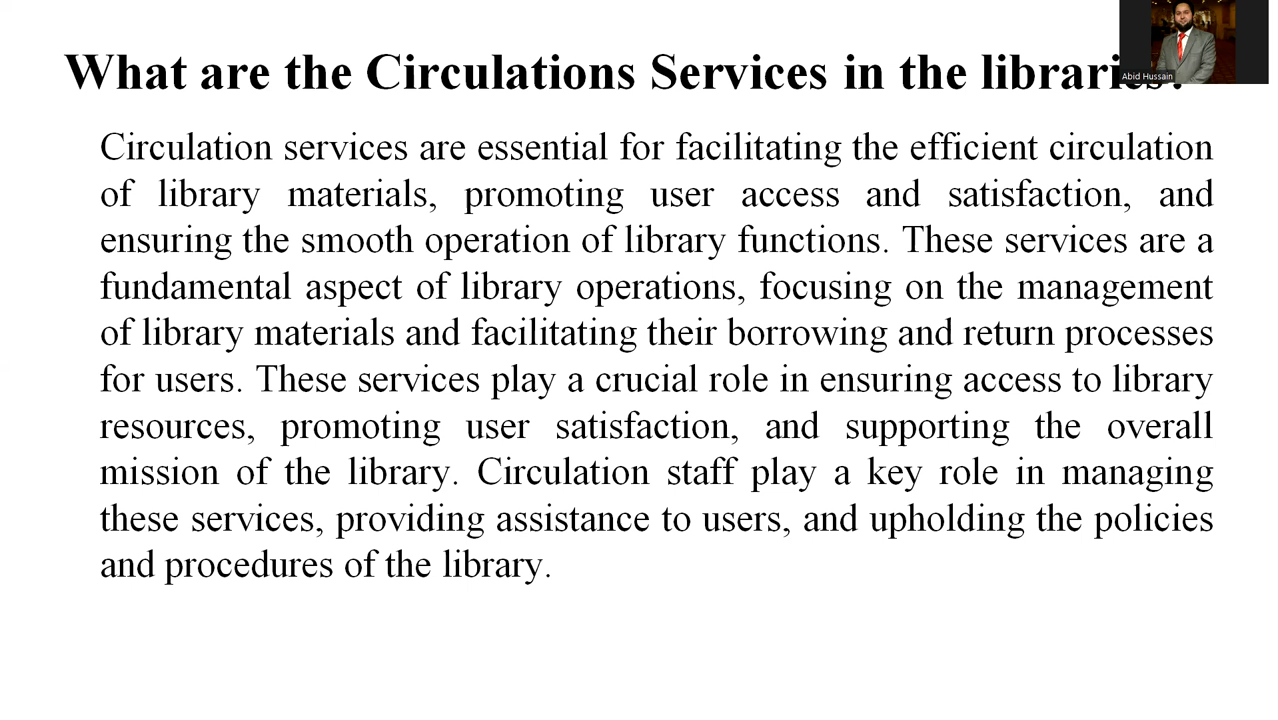 What are the Circulations Services in the libraries?
Circulation services are essential for facilitating the efficient circulation
of library materials, promoting user access and satisfaction, and
ensuring the smooth operation of library functions. These services are a
fundamental aspect of library operations, focusing on the management
of library materials and facilitating their borrowing and return processes
for users. These services play a crucial role in ensuring access to library
resources, promoting user satisfaction, and supporting the overall
mission of the library. Circulation staff play a key role in managing
these services, providing assistance to users, and upholding the policies
and procedures of the library.
Abid Hussain